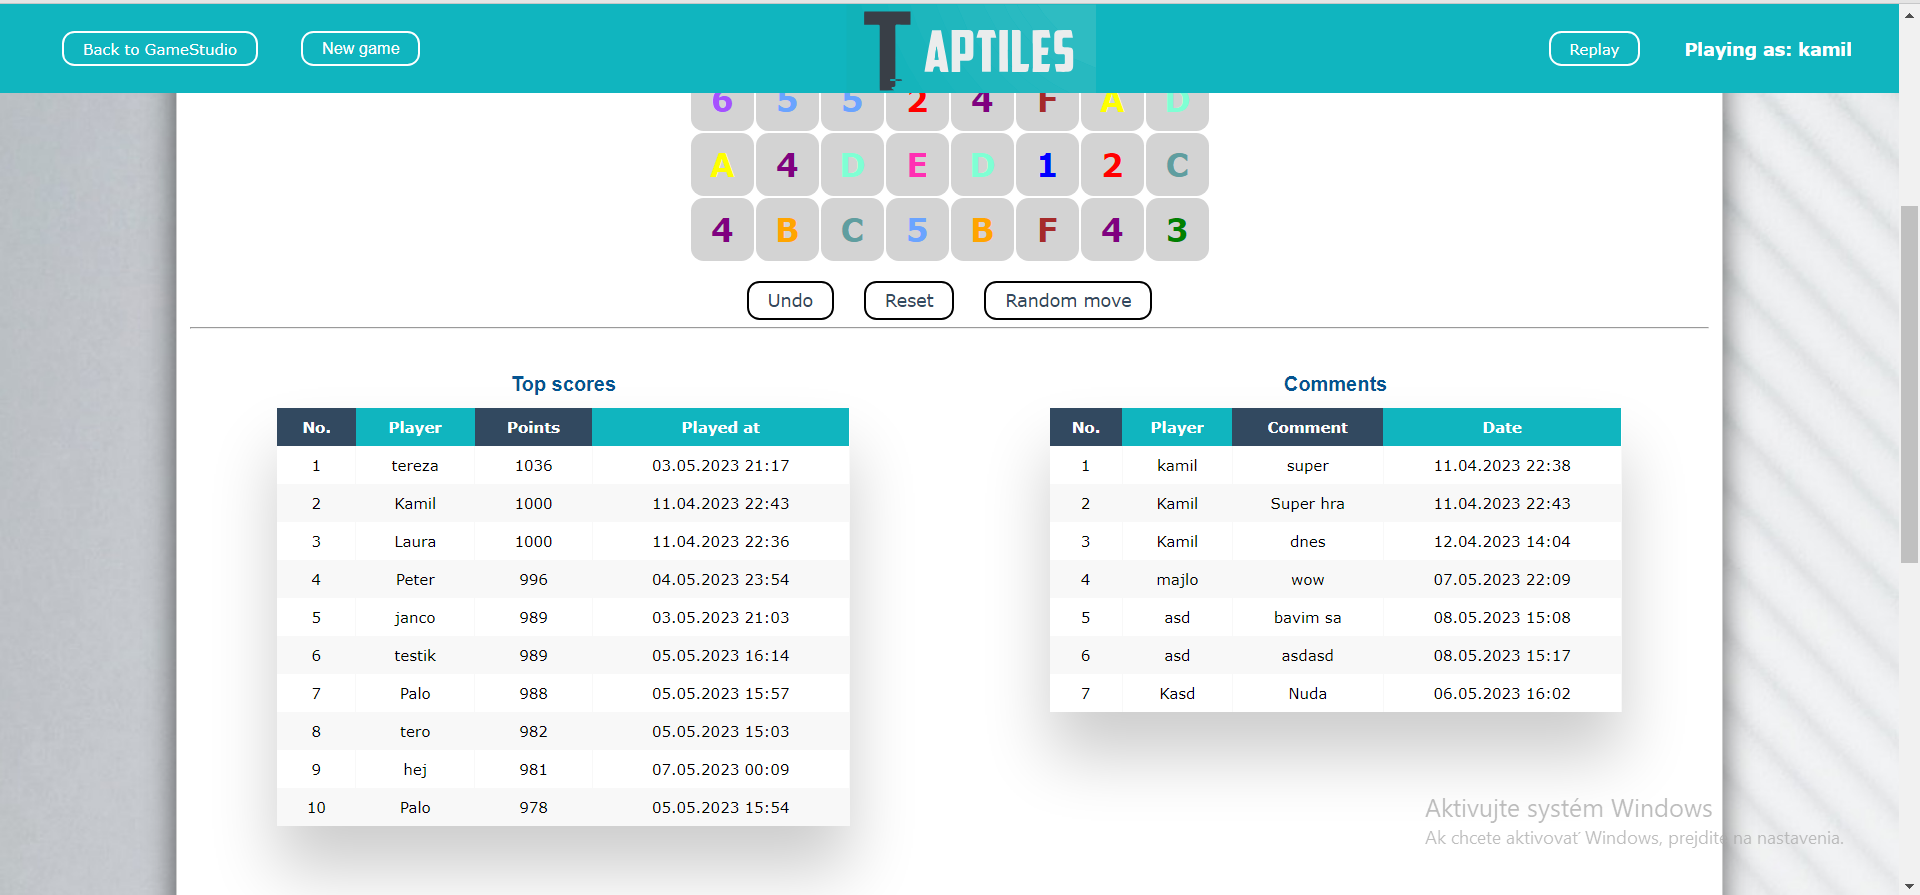 Back to GameStudio New game TAPTILES Replay Playing as: kamil
6 5 5 2 4 F A D
A 4 D E D 1 2 C
4 B C 5 B F 4 3
Undo Reset Random move
Top scores
No. Player Points Played at
1 tereza 1036 03.05.2023 21:17
2 Kamil 1000 11.04.2023 22:43
3 Laura 1000 11.04.2023 22:36
4 Peter 996 04.05.2023 23:54
5 janco 989 03.05.2023 21:03
6 testik 989 05.05.2023 16:14
7 Palo 988 05.05.2023 15:57
8 tero 982 05.05.2023 15:03
9 hej 981 07.05.2023 00:09
10 Palo 978 05.05.2023 15:54
Comments
No. Player Comment Date
1 kamil super 11.04.2023 22:38
2 Kamil Super hra 11.04.2023 22:43
3 Kamil dnes 12.04.2023 14:04
4 majlo wow 07.05.2023 22:09
5 asd bavim sa 08.05.2023 15:08
6 asd asdasd 08.05.2023 15:17
7 Kasd Nuda 06.05.2023 16:02
Aktivujte systém Windows
Ak chcete aktivovať Windows, prejdite na nastavenia.